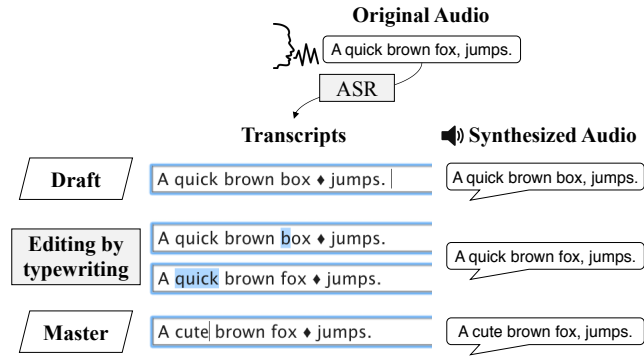 Original Audio
A quick brown fox, jumps.
ASR
Transcripts
Synthesized Audio
Draft
A quick brown box ♦ jumps.
A quick brown box, jumps.
Editing by
typewriting
A quick brown box ♦ jumps.
A quick brown fox ♦ jumps.
A quick brown fox, jumps.
Master
A cute brown fox ♦ jumps.
A cute brown fox, jumps.